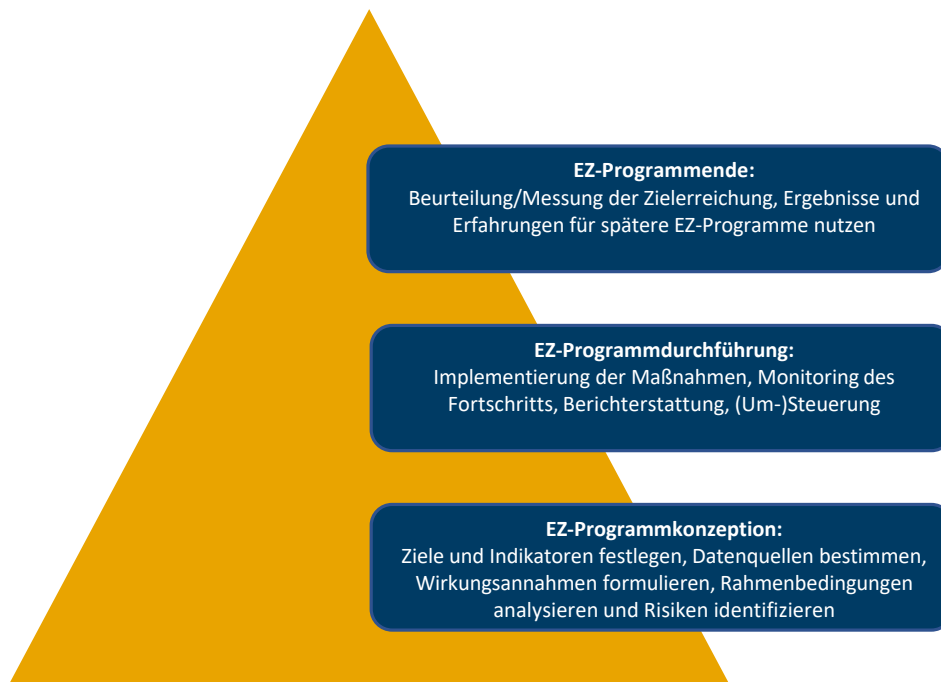 EZ-Programmende:
Beurteilung/Messung der Zielerreichung, Ergebnisse und
Erfahrungen für spätere EZ-Programme nutzen
EZ-Programmdurchführung:
Implementierung der Maßnahmen, Monitoring des
Fortschritts, Berichterstattung, (Um-)Steuerung
EZ-Programmkonzeption:
Ziele und Indikatoren festlegen, Datenquellen bestimmen,
Wirkungsannahmen formulieren, Rahmenbedingungen
analysieren und Risiken identifizieren